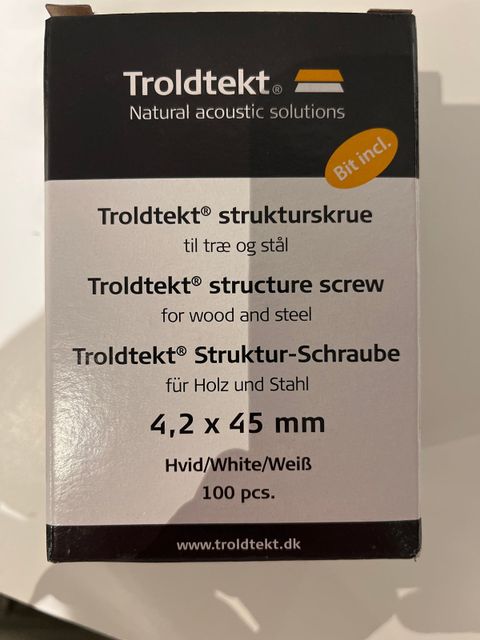 Troldtekt®
Natural acoustic solutions
Bit incl.
Troldtekt® strukturskrue
til træ og stål
Troldtekt® structure screw
for wood and steel
Troldtekt® Struktur-Schraube
für Holz und Stahl
4,2 x 45 mm
Hvid/White/Weiß
100 pcs.
www.troldtekt.dk